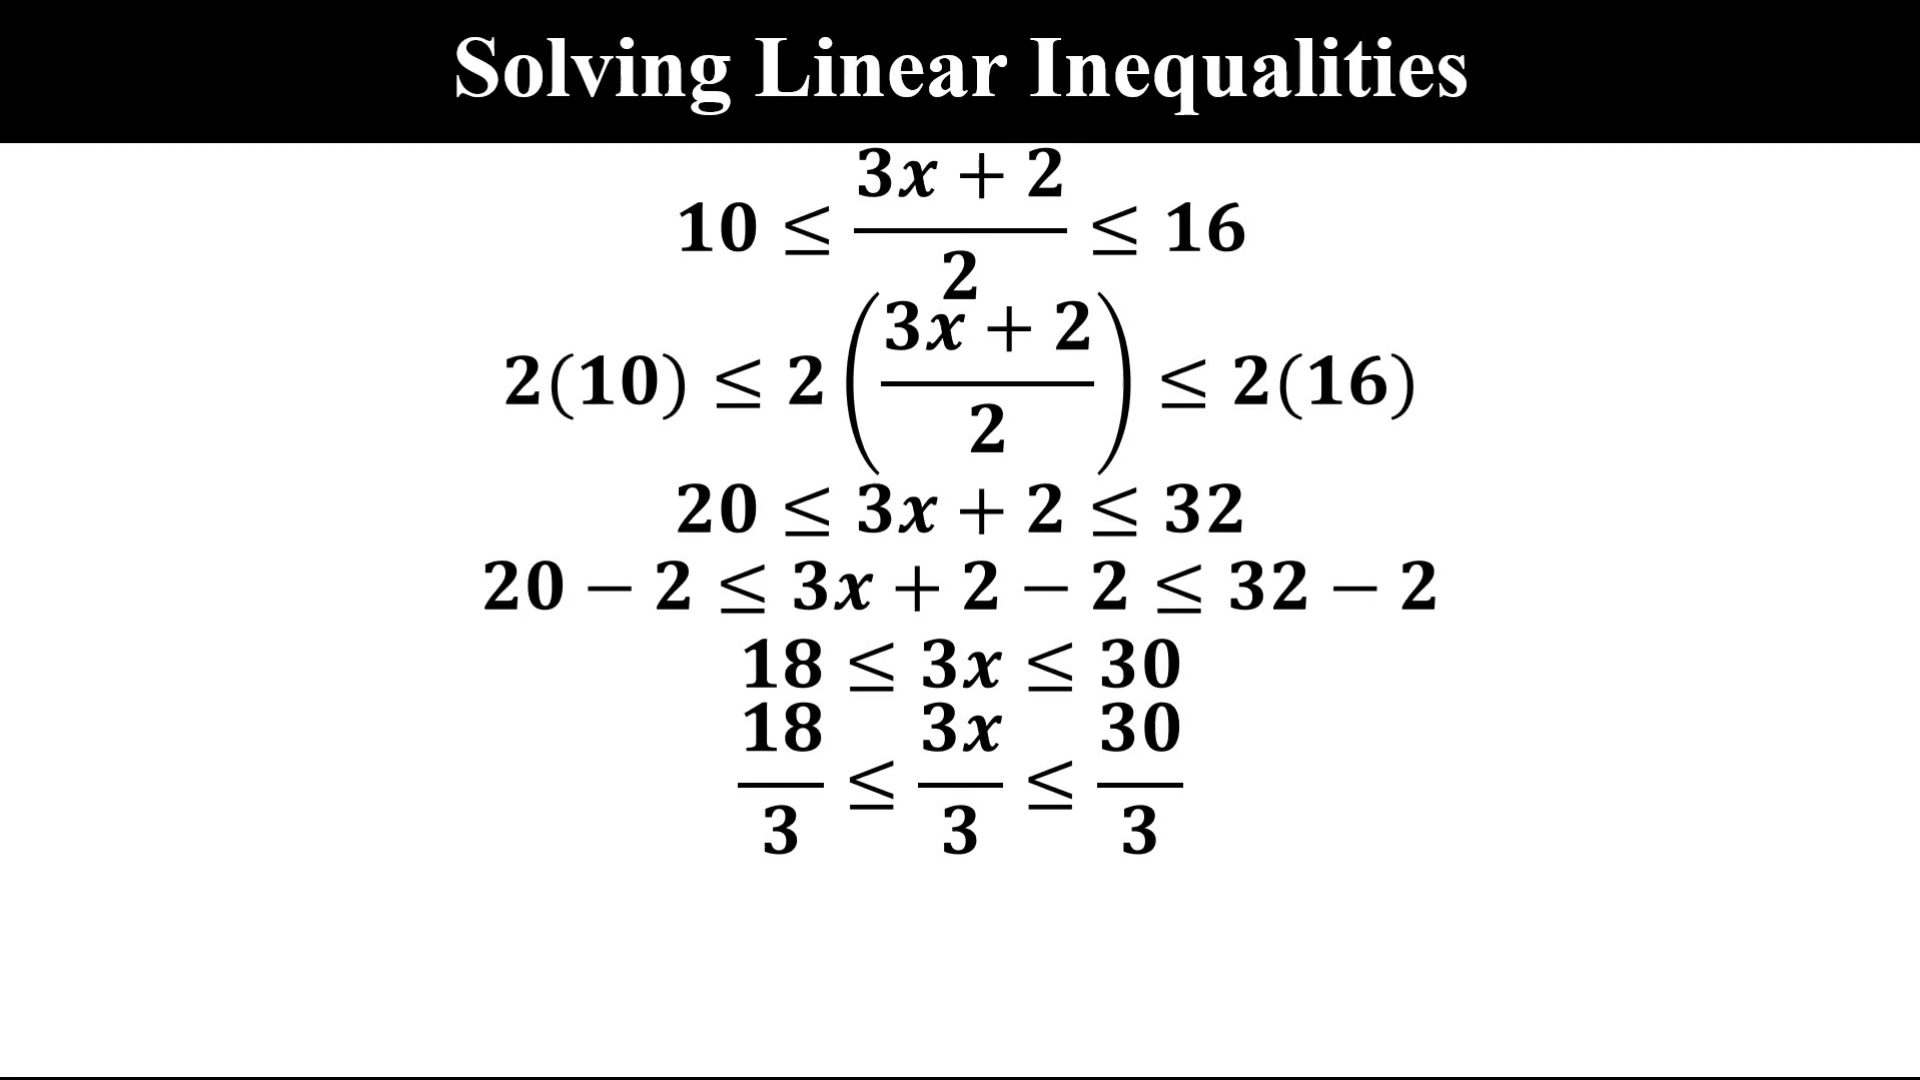 Solving Linear Inequalities
10 ≤ (3x + 2)/2 ≤ 16
2(10) ≤ 2((3x + 2)/2) ≤ 2(16)
20 ≤ 3x + 2 ≤ 32
20 − 2 ≤ 3x + 2 − 2 ≤ 32 − 2
18 ≤ 3x ≤ 30
18/3 ≤ 3x/3 ≤ 30/3